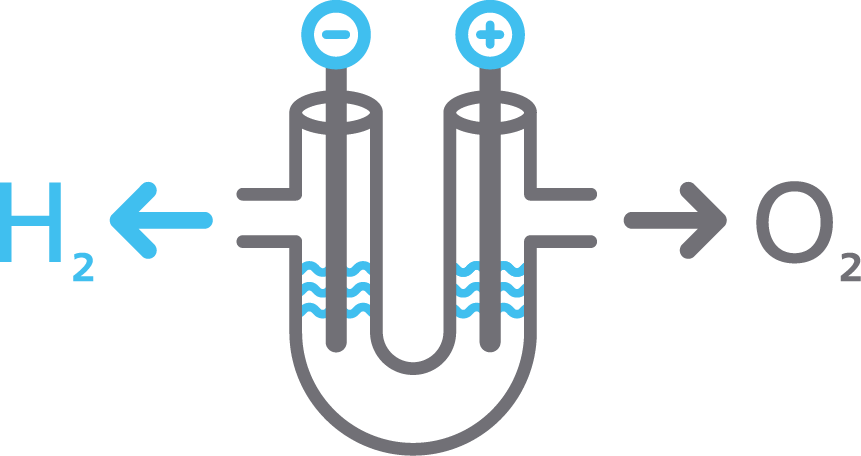 − +
H₂ O₂